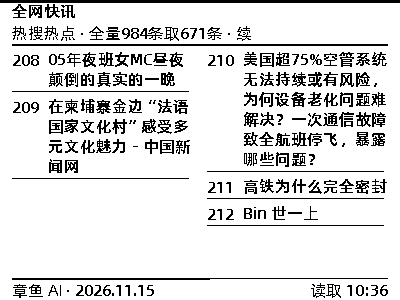 全网快讯
热搜热点·全量984条取671条·续
208 05年夜班女MC昼夜
颠倒的真实的一晚
209 在柬埔寨金边“法语
国家文化村”感受多
元文化魅力 - 中国新
闻网
210 美国超75%空管系统
无法持续或有风险，
为何设备老化问题难
解决？一次通信故障
致全航班停飞，暴露
哪些问题？
211 高铁为什么完全密封
212 Bin 世一上
章鱼 AI · 2026.11.15
读取 10:36